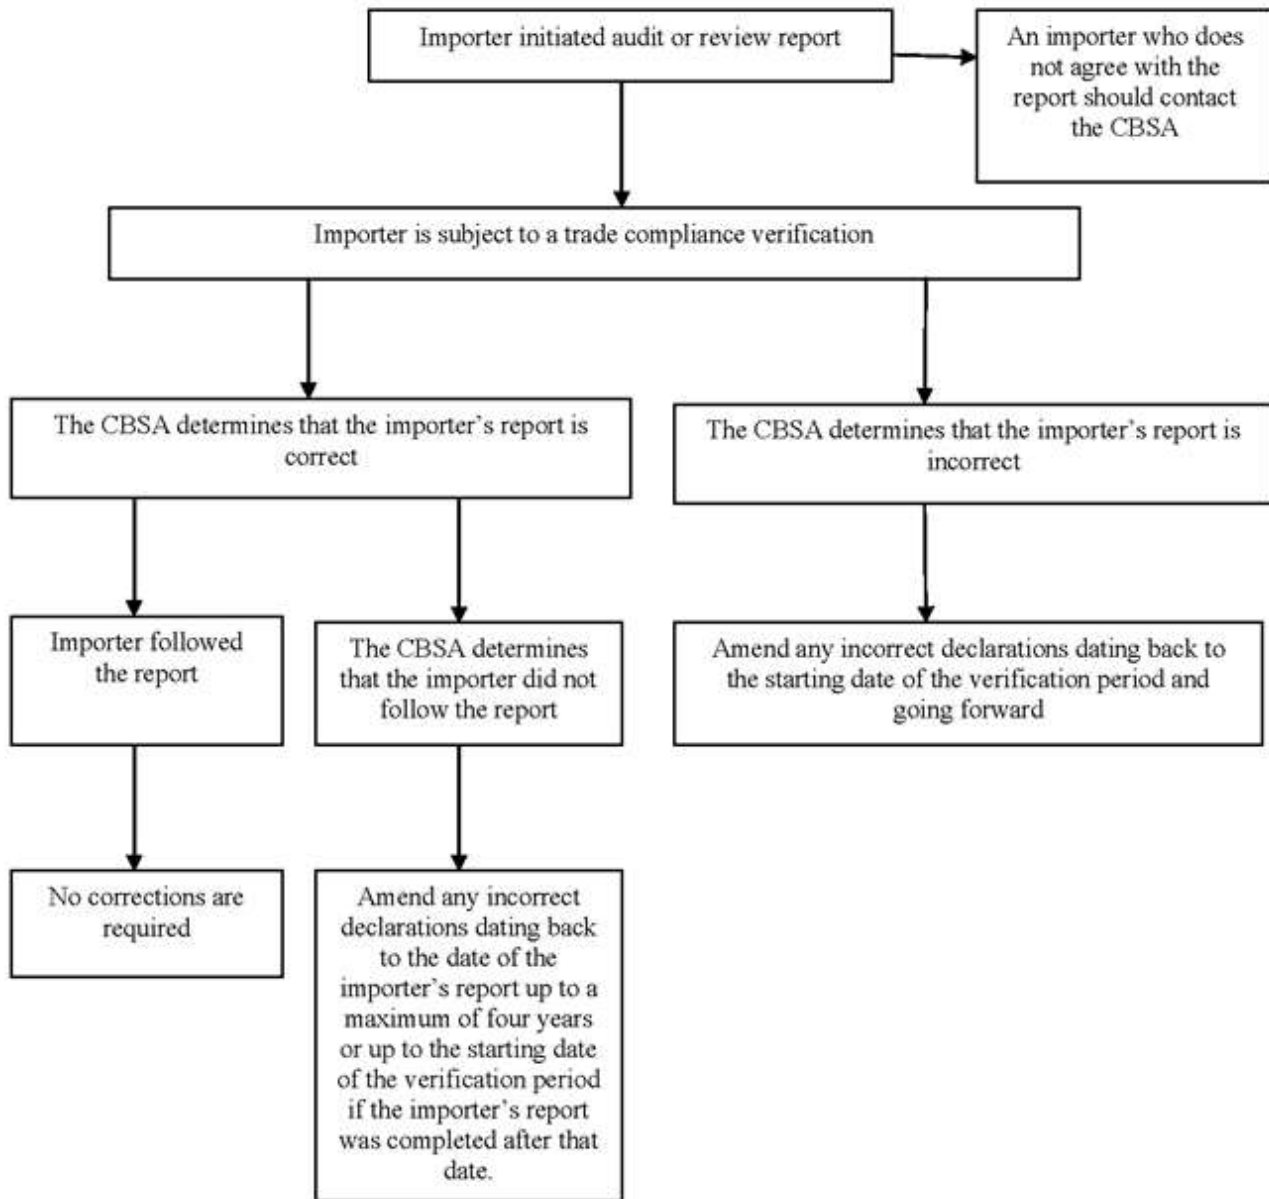 Importer initiated audit or review report
An importer who does
not agree with the
report should contact
the CBSA
Importer is subject to a trade compliance verification
The CBSA determines that the importer’s report is
correct
The CBSA determines that the importer’s report is
incorrect
Importer followed
the report
The CBSA determines
that the importer did not
follow the report
Amend any incorrect declarations dating back to
the starting date of the verification period and
going forward
No corrections are
required
Amend any incorrect
declarations dating back
to the date of the
importer’s report up to a
maximum of four years
or up to the starting date
of the verification period
if the importer’s report
was completed after that
date.